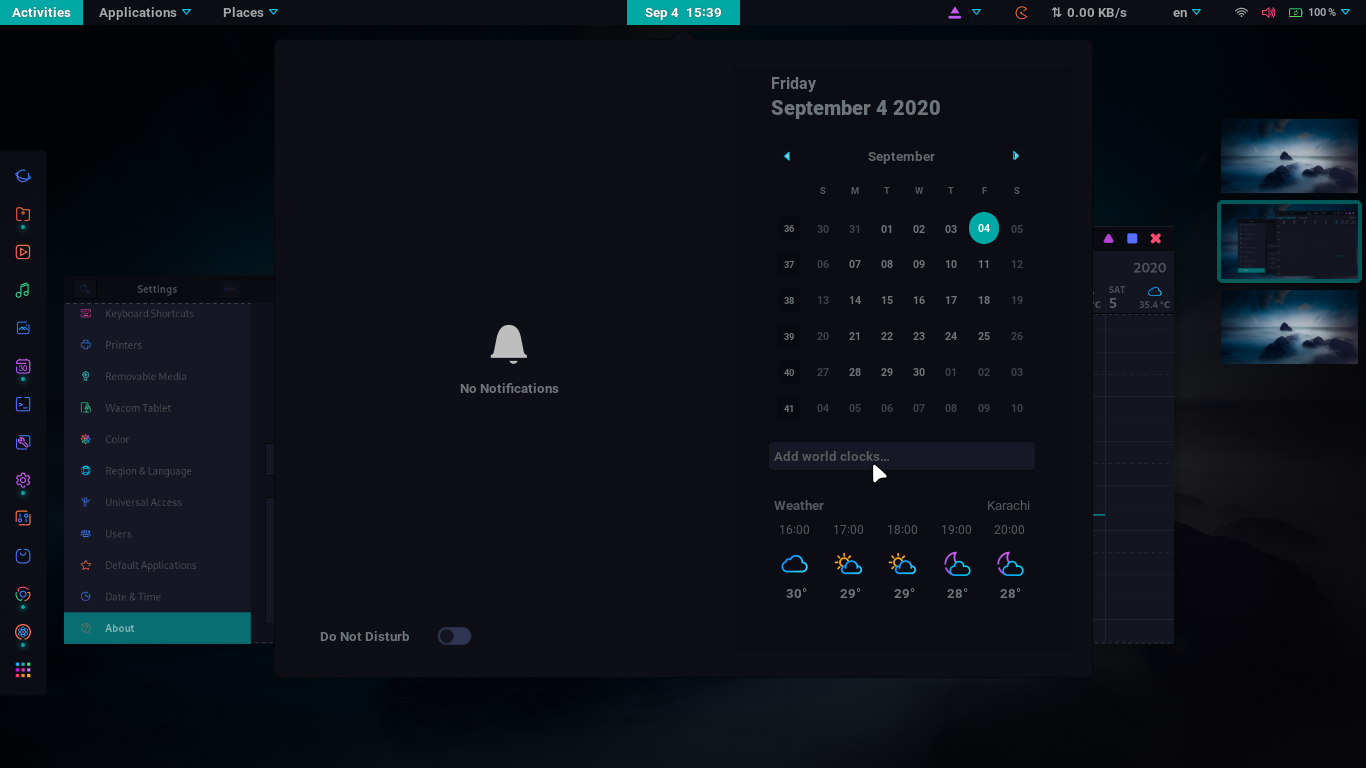 Activities Applications Places Sep 4 15:39 0.00 KB/s en 100 %
Friday
September 4 2020
September
S M T W T F S
36 30 31 01 02 03 04 05
37 06 07 08 09 10 11 12
38 13 14 15 16 17 18 19
39 20 21 22 23 24 25 26
40 27 28 29 30 01 02 03
41 04 05 06 07 08 09 10
Add world clocks…
Weather Karachi
16:00 17:00 18:00 19:00 20:00
30° 29° 29° 28° 28°
No Notifications
Do Not Disturb
Settings
Keyboard Shortcuts
Printers
Removable Media
Wacom Tablet
Color
Region & Language
Universal Access
Users
Default Applications
Date & Time
About
2020
SAT
°C 5 35.4 °C
30